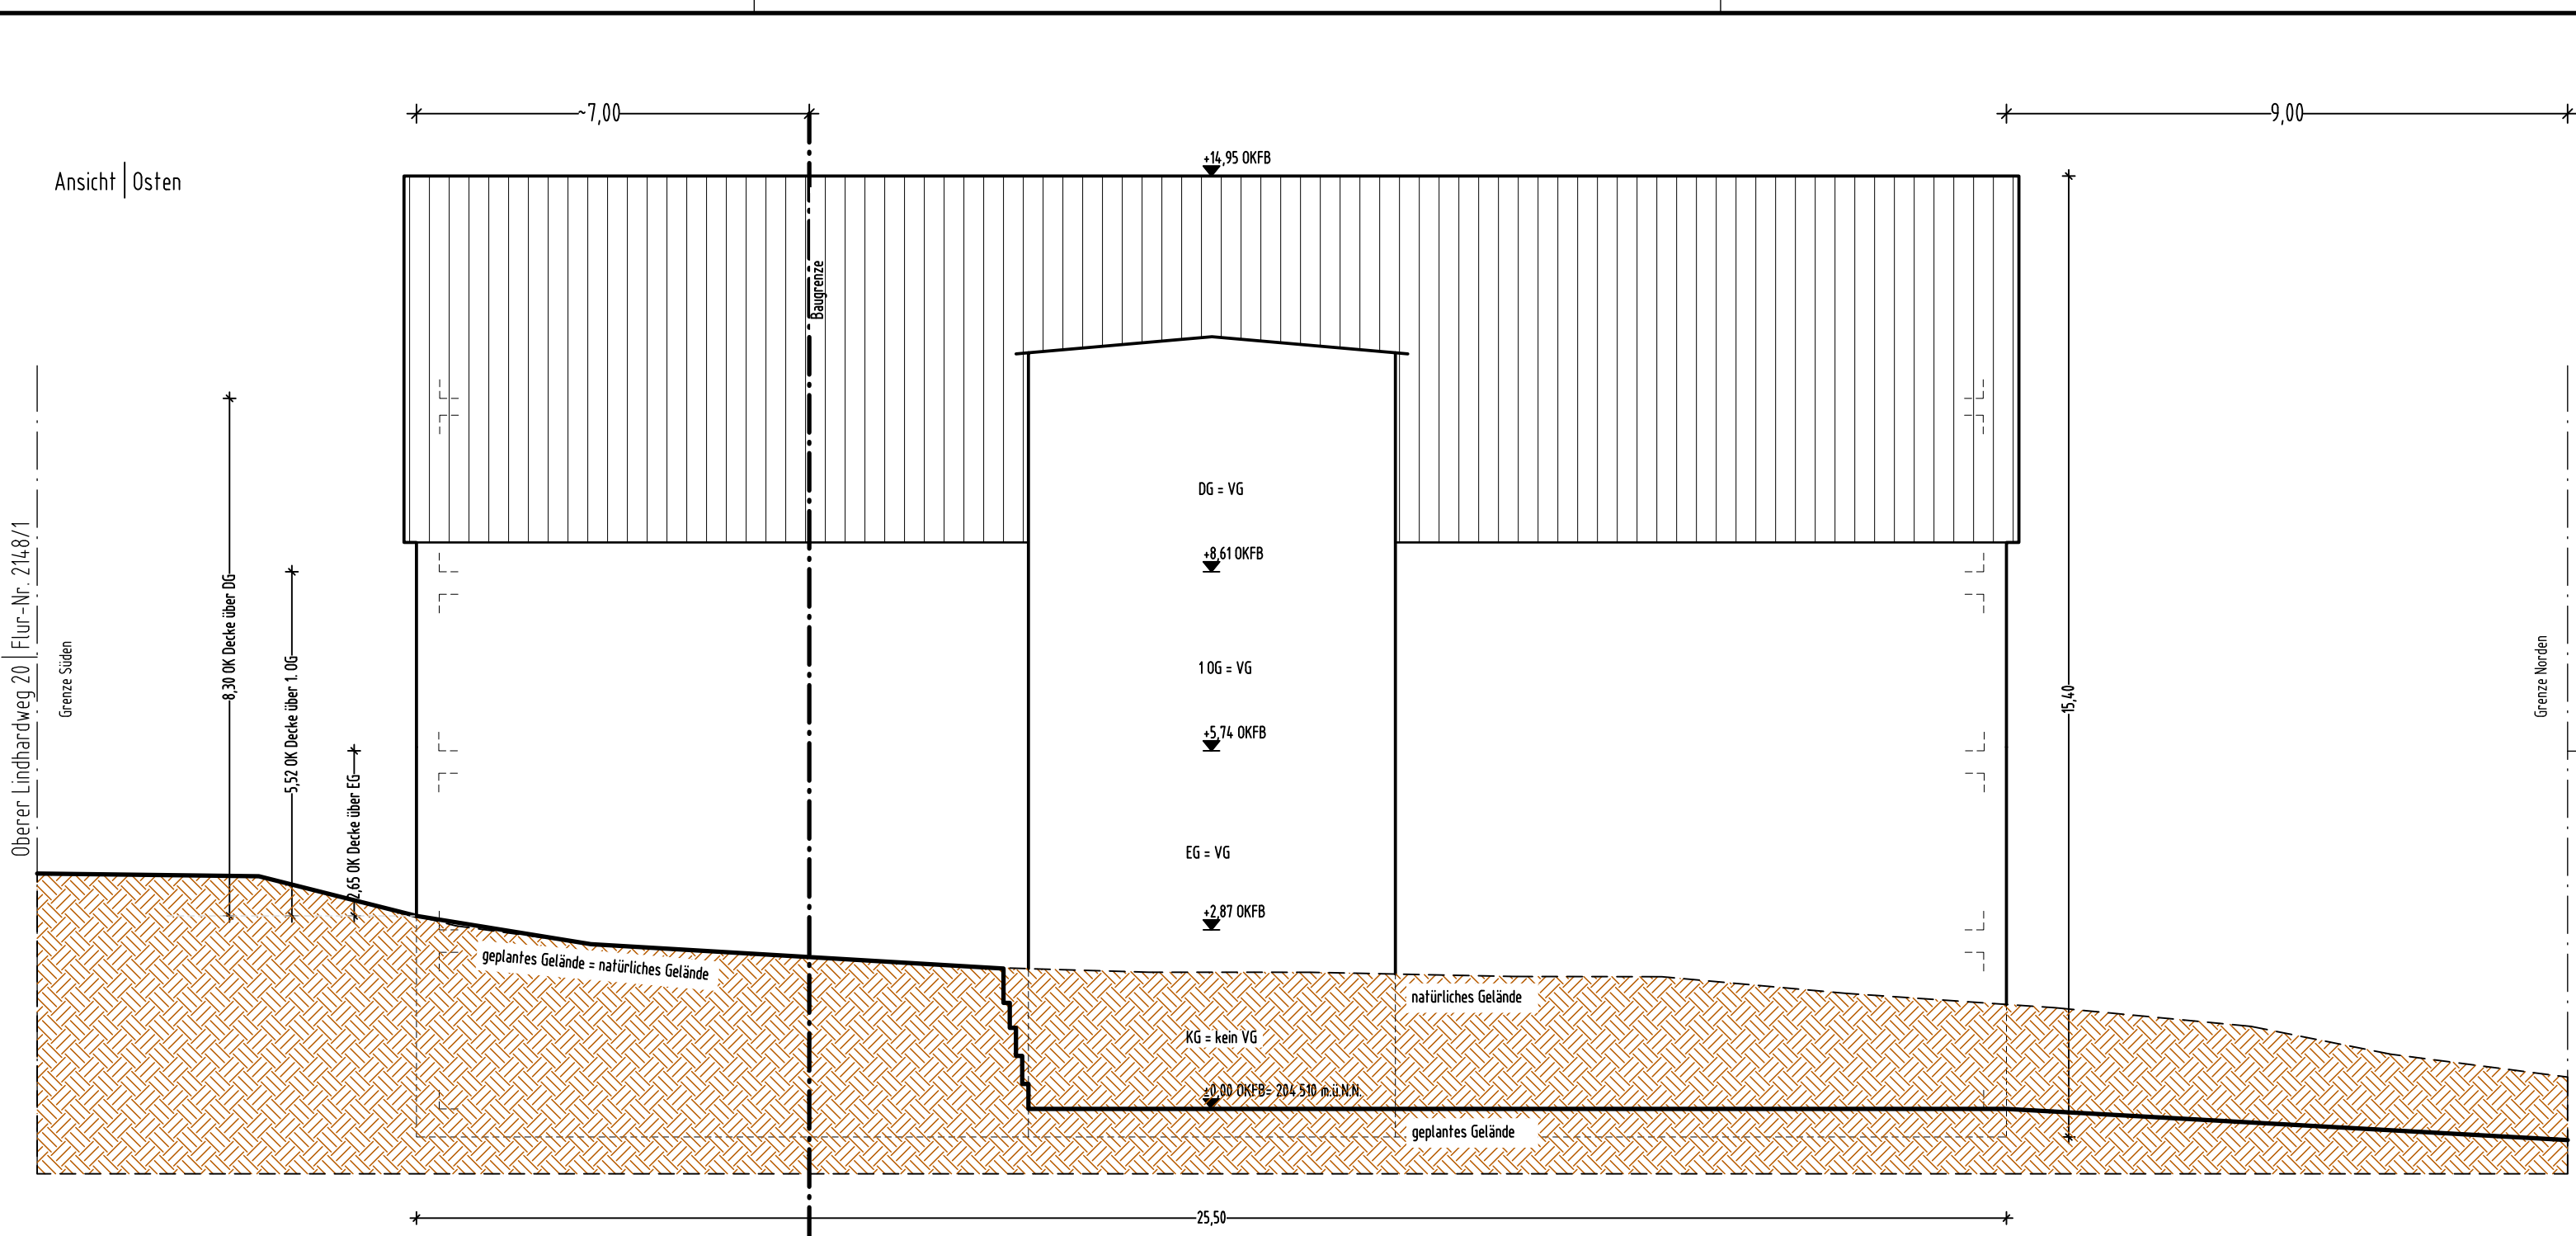 ~7,00
9,00
Ansicht | Osten
+14,95 OKFB
Baugrenze
DG = VG
+8,61 OKFB
8,30 OK Decke über DG
5,52 OK Decke über 1. OG
2,65 OK Decke über EG
Oberer Lindhardweg 20 | Flur-Nr. 2148/1
Grenze Süden
1 OG = VG
15,40
Grenze Norden
+5,74 OKFB
EG = VG
+2,87 OKFB
geplantes Gelände = natürliches Gelände
natürliches Gelände
KG = kein VG
±0,00 OKFB= 204.510 m.ü.N.N.
geplantes Gelände
25,50